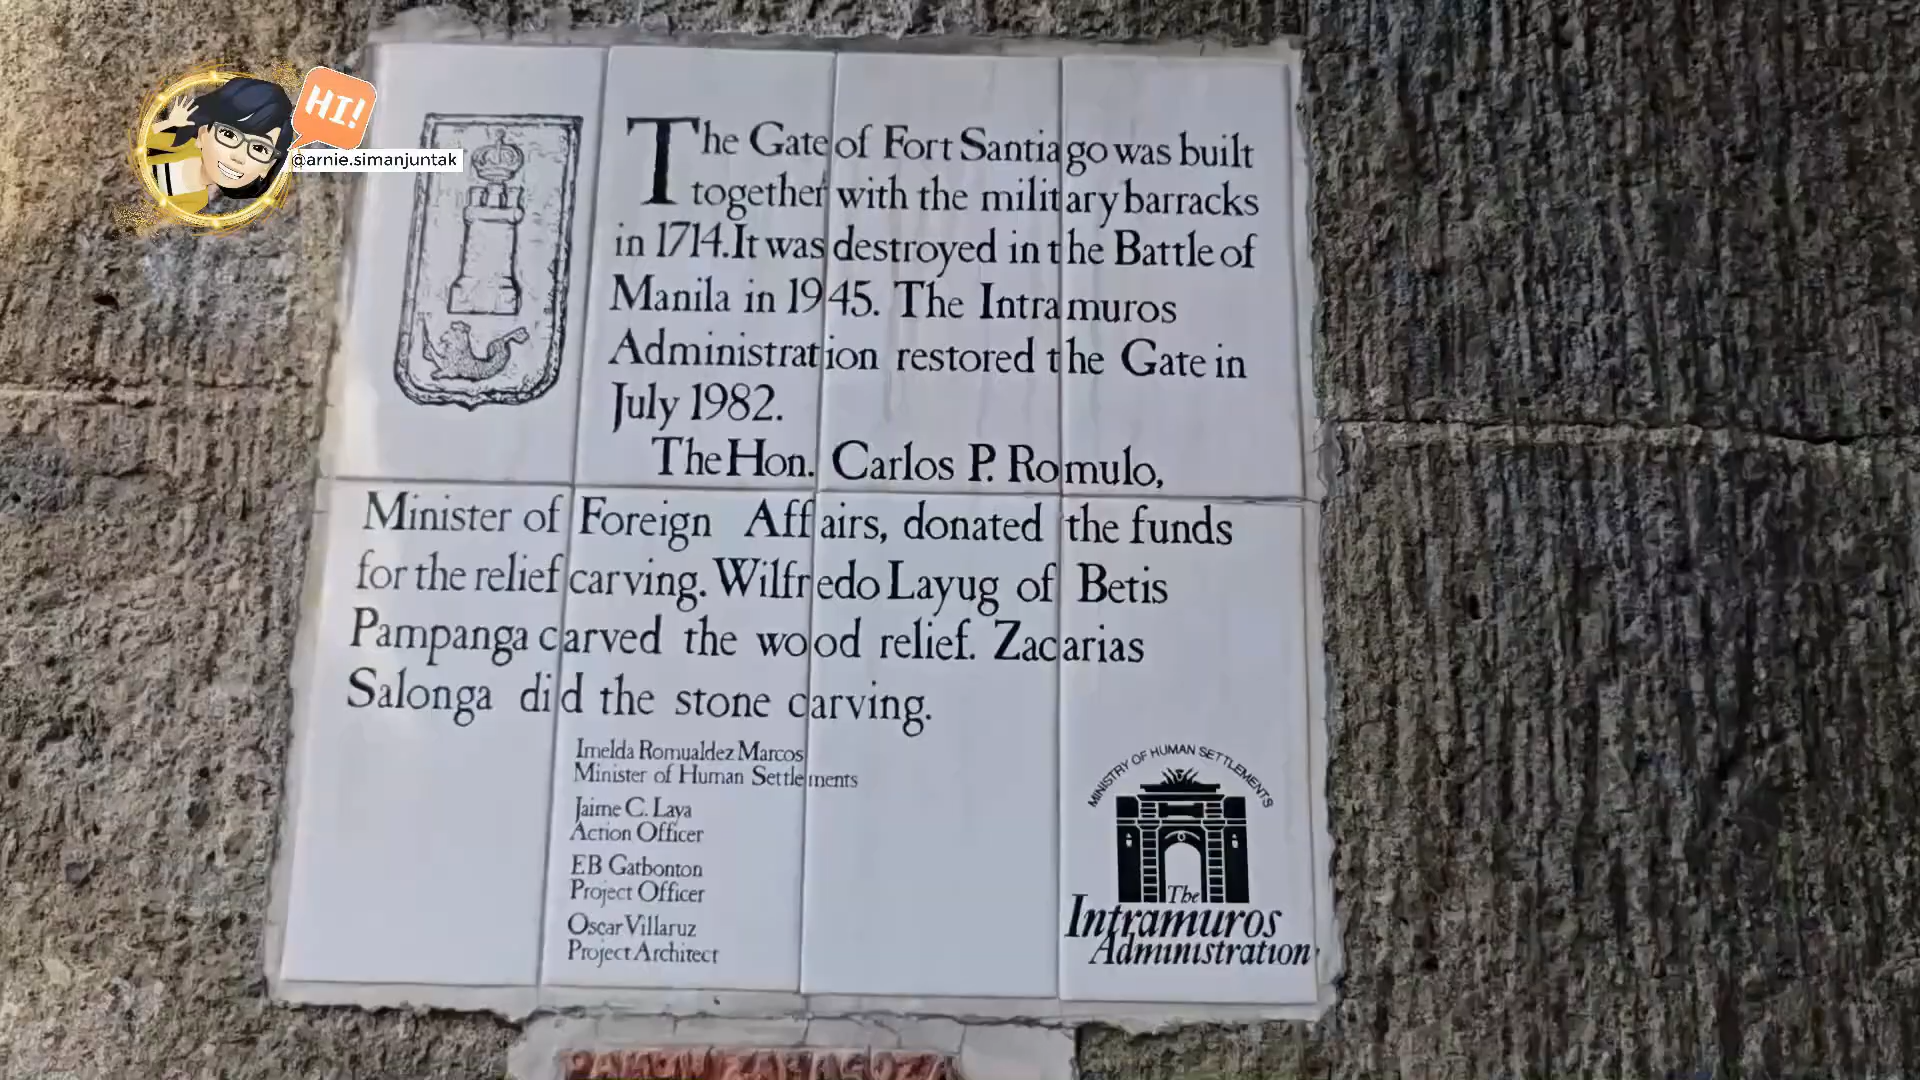 HI!
@arnie.simanjuntak
The Gate of Fort Santiago was built
together with the military barracks
in 1714. It was destroyed in the Battle of
Manila in 1945. The Intramuros
Administration restored the Gate in
July 1982.
The Hon. Carlos P. Romulo,
Minister of Foreign Affairs, donated the funds
for the relief carving. Wilfredo Layug of Betis
Pampanga carved the wood relief. Zacarias
Salonga did the stone carving.
Imelda Romualdez Marcos
Minister of Human Settlements
Jaime C. Laya
Action Officer
EB Gatbonton
Project Officer
Oscar Villaruz
Project Architect
MINISTRY OF HUMAN SETTLEMENTS
The
Intramuros
Administration